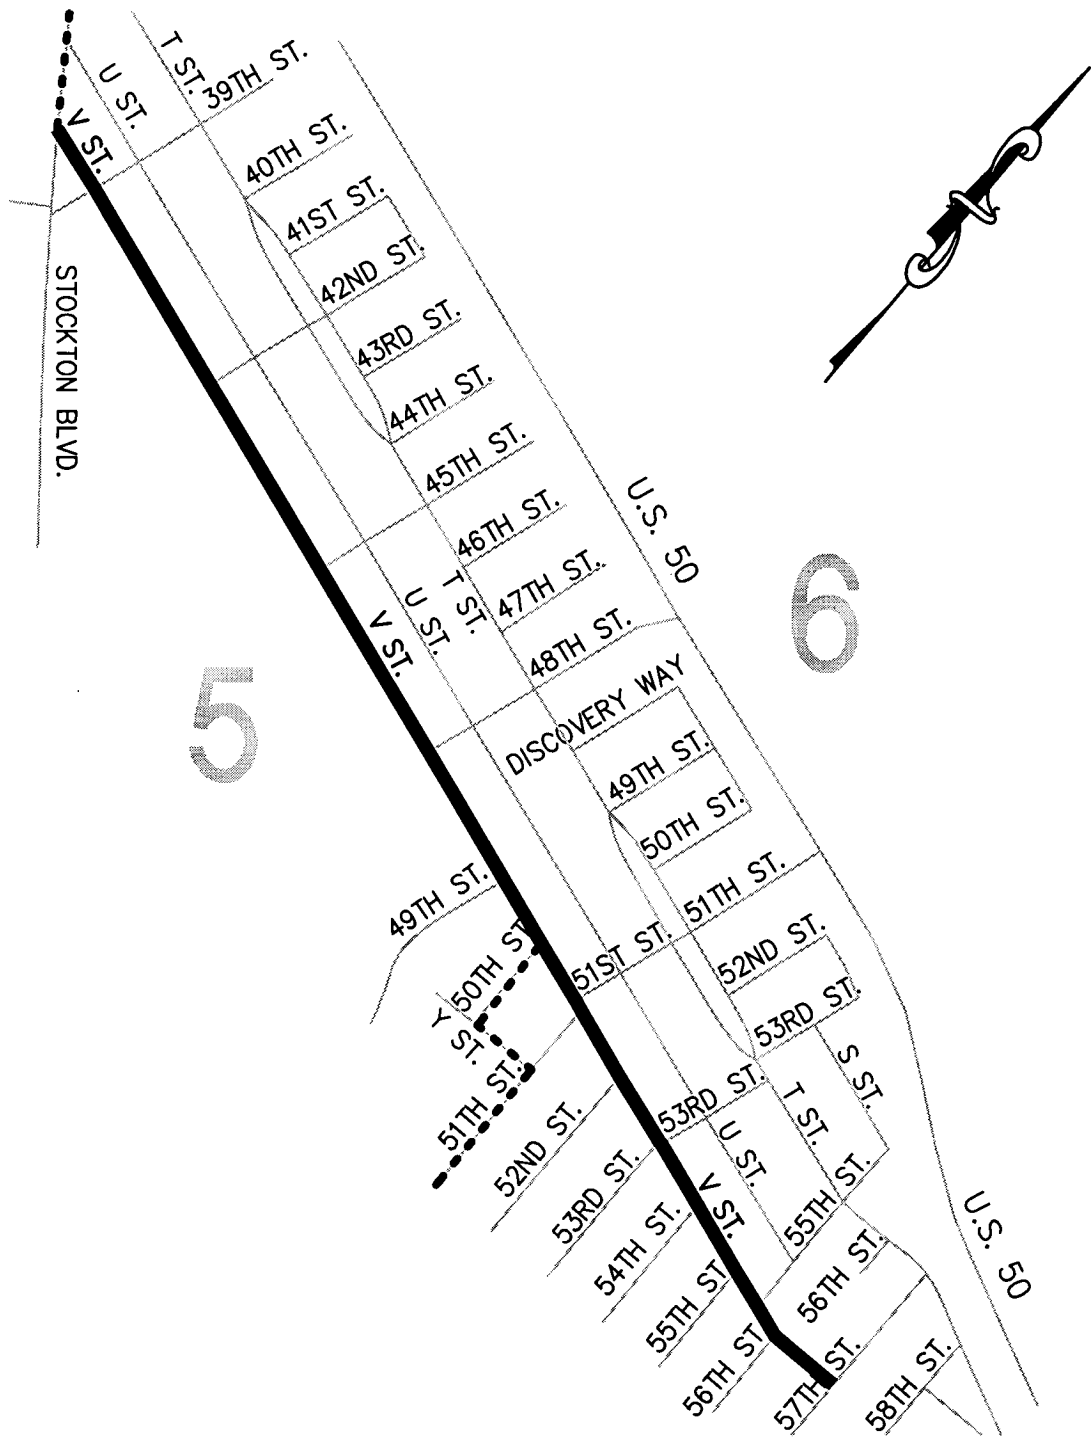 T ST.
U ST.
39TH ST.
V ST.
40TH ST.
41ST ST.
42ND ST.
STOCKTON BLVD.
43RD ST.
44TH ST.
45TH ST.
U.S. 50
46TH ST.
T ST.
U ST.
V ST.
47TH ST.
6
48TH ST.
5
DISCOVERY WAY
49TH ST.
50TH ST.
49TH ST.
51TH ST.
50TH ST.
51ST ST.
52ND ST.
Y ST.
53RD ST.
51TH ST.
S ST.
53RD ST.
T ST.
52ND ST.
U ST.
53RD ST.
V ST.
55TH ST.
54TH ST.
U.S. 50
56TH ST.
55TH ST.
56TH ST.
57TH ST.
58TH ST.